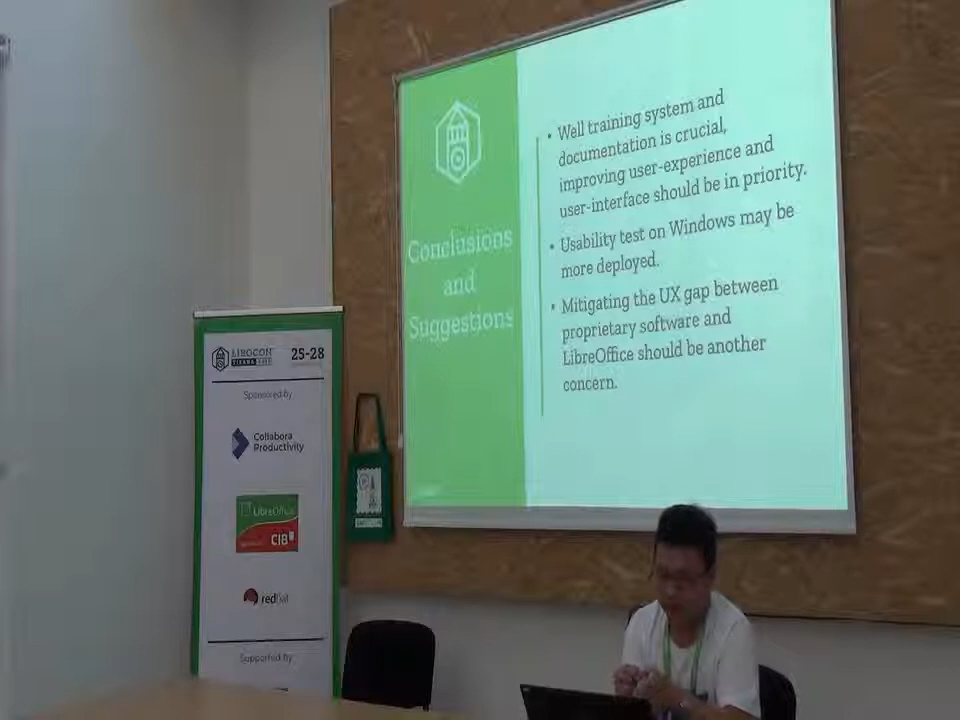 Conclusions
and
Suggestions
• Well training system and
documentation is crucial,
improving user-experience and
user-interface should be in priority.
• Usability test on Windows may be
more deployed.
• Mitigating the UX gap between
proprietary software and
LibreOffice should be another
concern.
LIBOCON
TIRANA 2018
25-28
Sponsored by
Collabora
Productivity
LibreOffice
CIB
redhat
Supported by